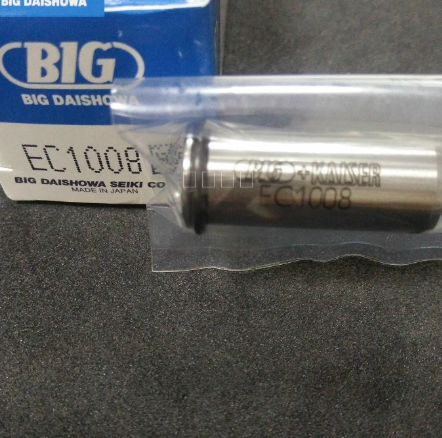 BIG DAISHOWA
BIG
BIG DAISHOWA
EC1008
BIG DAISHOWA SEIKI CO
MADE IN JAPAN
BIG+KAISER
EC1008